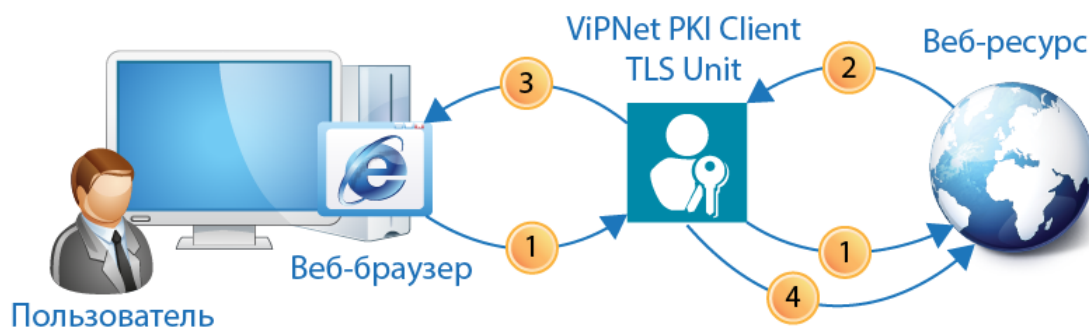 ViPNet PKI Client
TLS Unit
Веб-ресурс
3
2
e
1
1
4
Веб-браузер
Пользователь